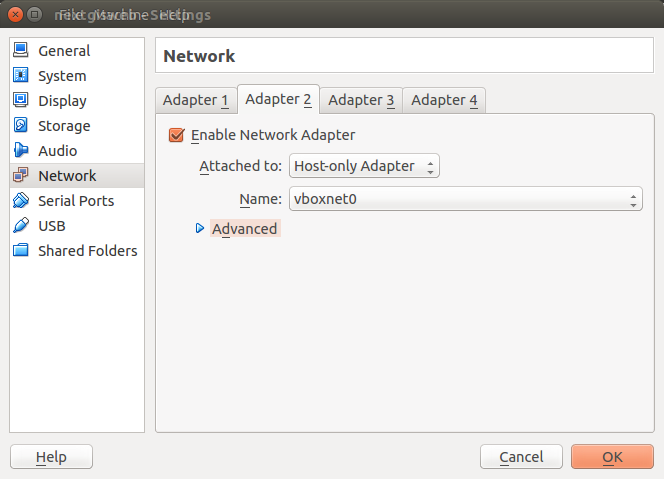 General
System
Display
Storage
Audio
Network
Serial Ports
USB
Shared Folders
Network
Adapter 1 Adapter 2 Adapter 3 Adapter 4
Enable Network Adapter
Attached to: Host-only Adapter
Name: vboxnet0
Advanced
Help Cancel OK